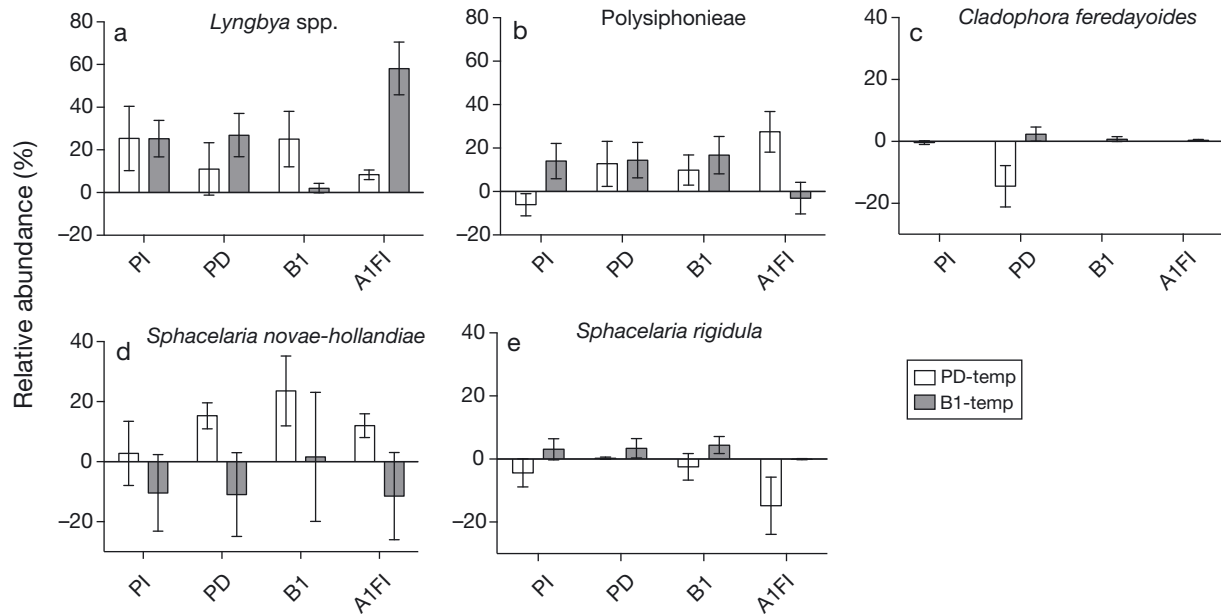 a
Lyngbya spp.
80
60
40
20
0
−20
PI
PD
B1
A1FI
b
Polysiphonieae
80
60
40
20
0
−20
PI
PD
B1
A1FI
c
Cladophora feredayoides
40
20
0
−20
PI
PD
B1
A1FI
Relative abundance (%)
d
Sphacelaria novae-hollandiae
40
20
0
−20
PI
PD
B1
A1FI
e
Sphacelaria rigidula
40
20
0
−20
PI
PD
B1
A1FI
PD-temp
B1-temp